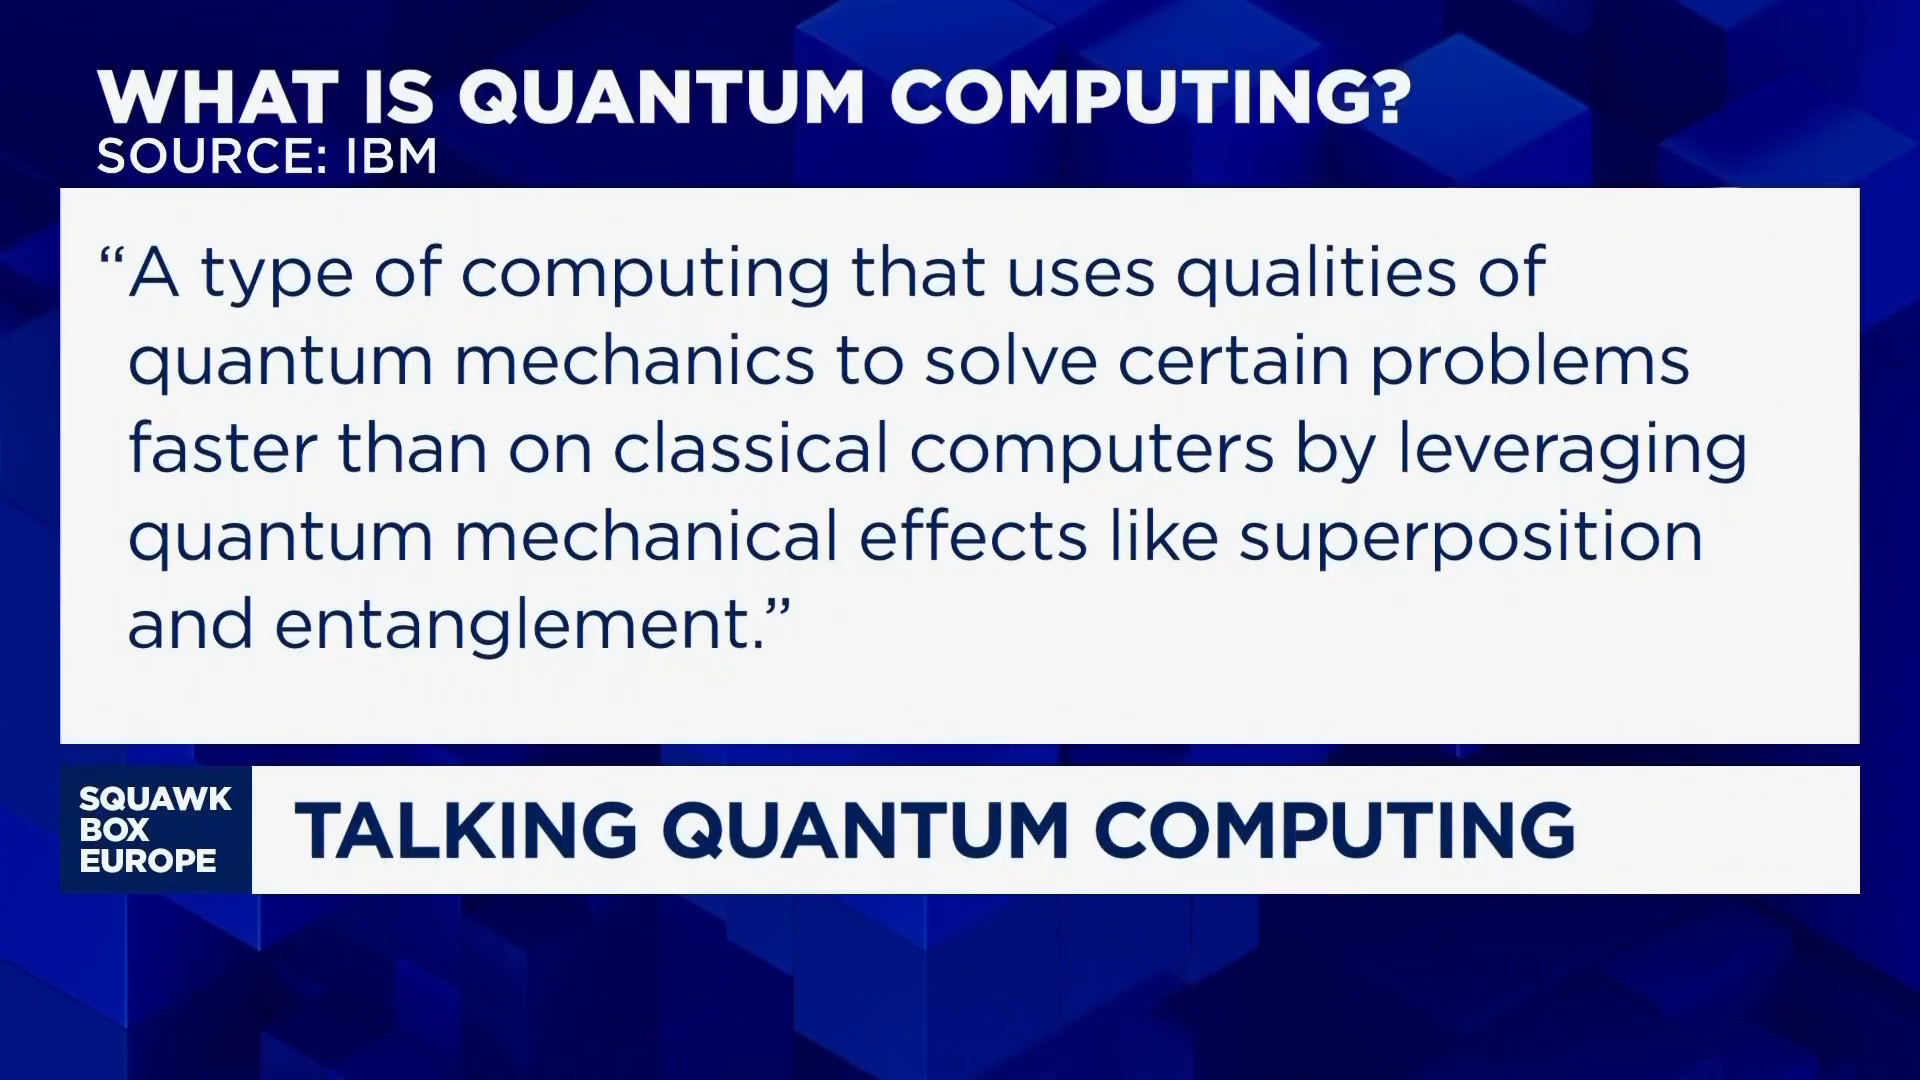 WHAT IS QUANTUM COMPUTING?
SOURCE: IBM
“A type of computing that uses qualities of
quantum mechanics to solve certain problems
faster than on classical computers by leveraging
quantum mechanical effects like superposition
and entanglement.”
SQUAWK
BOX
EUROPE
TALKING QUANTUM COMPUTING